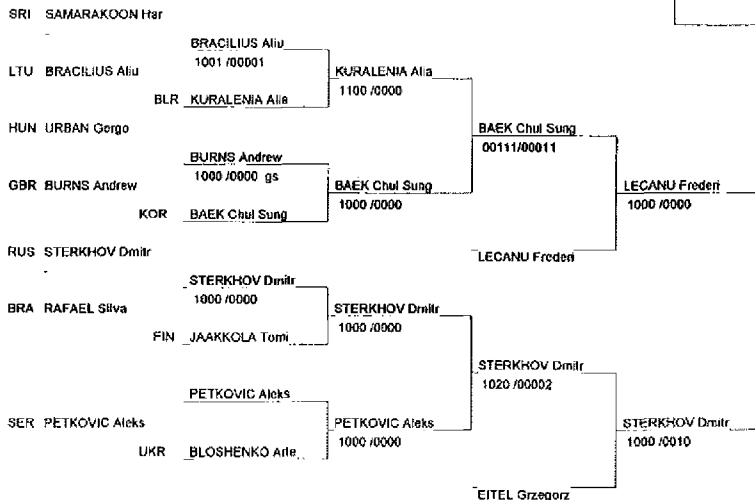 SRI SAMARAKOON Har
-
BRACILIUS Aliu
1001 /00001
LTU BRACILIUS Aliu
KURALENIA Alia
1100 /0000
BLR KURALENIA Alia
HUN URBAN Gergo
BAEK Chul Sung
00111/00011
BURNS Andrew
1000 /0000 gs
GBR BURNS Andrew
BAEK Chul Sung
1000 /0000
LECANU Frederi
1000 /0000
KOR BAEK Chul Sung
RUS STERKHOV Dmitr
-
LECANU Frederi
STERKHOV Dmitr
1000 /0000
BRA RAFAEL Silva
STERKHOV Dmitr
1000 /0000
FIN JAAKKOLA Tomi
STERKHOV Dmitr
1020 /00002
PETKOVIC Aleks
SER PETKOVIC Aleks
PETKOVIC Aleks
1000 /0000
STERKHOV Dmitr
1000 /0010
UKR BLOSHENKO Arte
EITEL Grzegorz